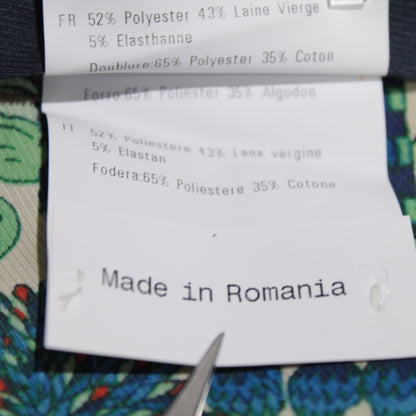 FR 52% Polyester 43% Laine Vierge
5% Elasthanne
Doublure:65% Polyester 35% Coton
Forro:65% Poliester 35% Algodon
IT 52% Poliestere 43% Lana vergine
5% Elastan
Fodera:65% Poliestere 35% Cotone
Made in Romania